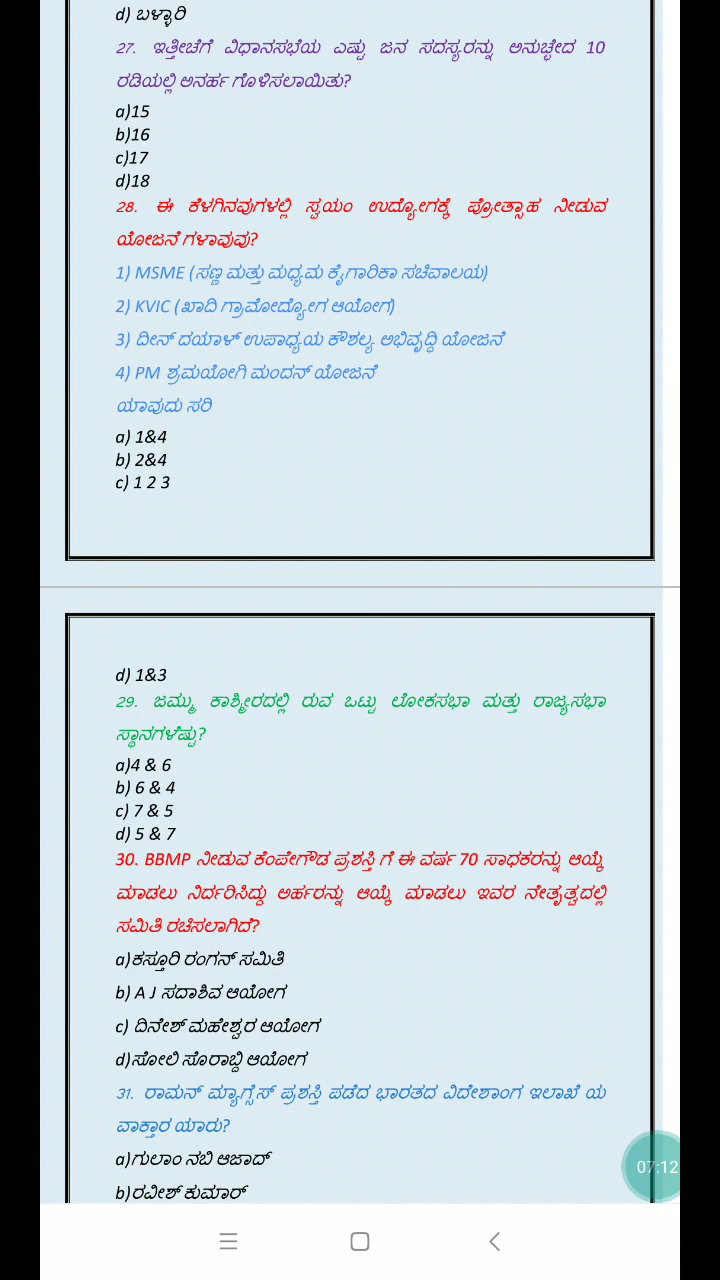 d) ಬಳ್ಳಾರಿ
27. ಇತ್ತೀಚೆಗೆ ವಿಧಾನಸಭೆಯ ಎಷ್ಟು ಜನ ಸದಸ್ಯರನ್ನು ಅನುಚ್ಛೇದ 10
ರಡಿಯಲ್ಲಿ ಅನರ್ಹ ಗೊಳಿಸಲಾಯಿತು?
a)15
b)16
c)17
d)18
28. ಈ ಕೆಳಗಿನವುಗಳಲ್ಲಿ ಸ್ವಯಂ ಉದ್ಯೋಗಕ್ಕೆ ಪ್ರೋತ್ಸಾಹ ನೀಡುವ
ಯೋಜನೆ ಗಳಾವುವು?
1) MSME (ಸಣ್ಣ ಮತ್ತು ಮಧ್ಯಮ ಕೈಗಾರಿಕಾ ಸಚಿವಾಲಯ)
2) KVIC (ಖಾದಿ ಗ್ರಾಮೋದ್ಯೋಗ ಆಯೋಗ)
3) ದೀನ್ ದಯಾಳ್ ಉಪಾಧ್ಯಯ ಕೌಶಲ್ಯ ಅಭಿವೃದ್ಧಿ ಯೋಜನೆ
4) PM ಶ್ರಮಯೋಗಿ ಮಂದನ್ ಯೋಜನೆ
ಯಾವುದು ಸರಿ
a) 1&4
b) 2&4
c) 1 2 3
d) 1&3
29. ಜಮ್ಮು ಕಾಶ್ಮೀರದಲ್ಲಿ ರುವ ಒಟ್ಟು ಲೋಕಸಭಾ ಮತ್ತು ರಾಜ್ಯಸಭಾ
ಸ್ಥಾನಗಳೆಷ್ಟು?
a)4 & 6
b) 6 & 4
c) 7 & 5
d) 5 & 7
30. BBMP ನೀಡುವ ಕೆಂಪೇಗೌಡ ಪ್ರಶಸ್ತಿ ಗೆ ಈ ವರ್ಷ 70 ಸಾಧಕರನ್ನು ಆಯ್ಕೆ
ಮಾಡಲು ನಿರ್ದರಿಸಿದ್ದು ಅರ್ಹರನ್ನು ಆಯ್ಕೆ ಮಾಡಲು ಇವರ ನೇತೃತ್ವದಲ್ಲಿ
ಸಮಿತಿ ರಚಿಸಲಾಗಿದೆ?
a)ಕಸ್ತೂರಿ ರಂಗನ್ ಸಮಿತಿ
b) A J ಸದಾಶಿವ ಆಯೋಗ
c) ದಿನೇಶ್ ಮಹೇಶ್ವರ ಆಯೋಗ
d)ಸೋಲಿ ಸೊರಾಬ್ಜಿ ಆಯೋಗ
31. ರಾಮನ್ ಮ್ಯಾಗ್ಸೆಸ್ ಪ್ರಶಸ್ತಿ ಪಡೆದ ಭಾರತದ ವಿದೇಶಾಂಗ ಇಲಾಖೆ ಯ
ವಾಕ್ತಾರ ಯಾರು?
a)ಗುಲಾಂ ನಬಿ ಆಜಾದ್
07:12
b)ರವೀಶ್ ಕುಮಾರ್